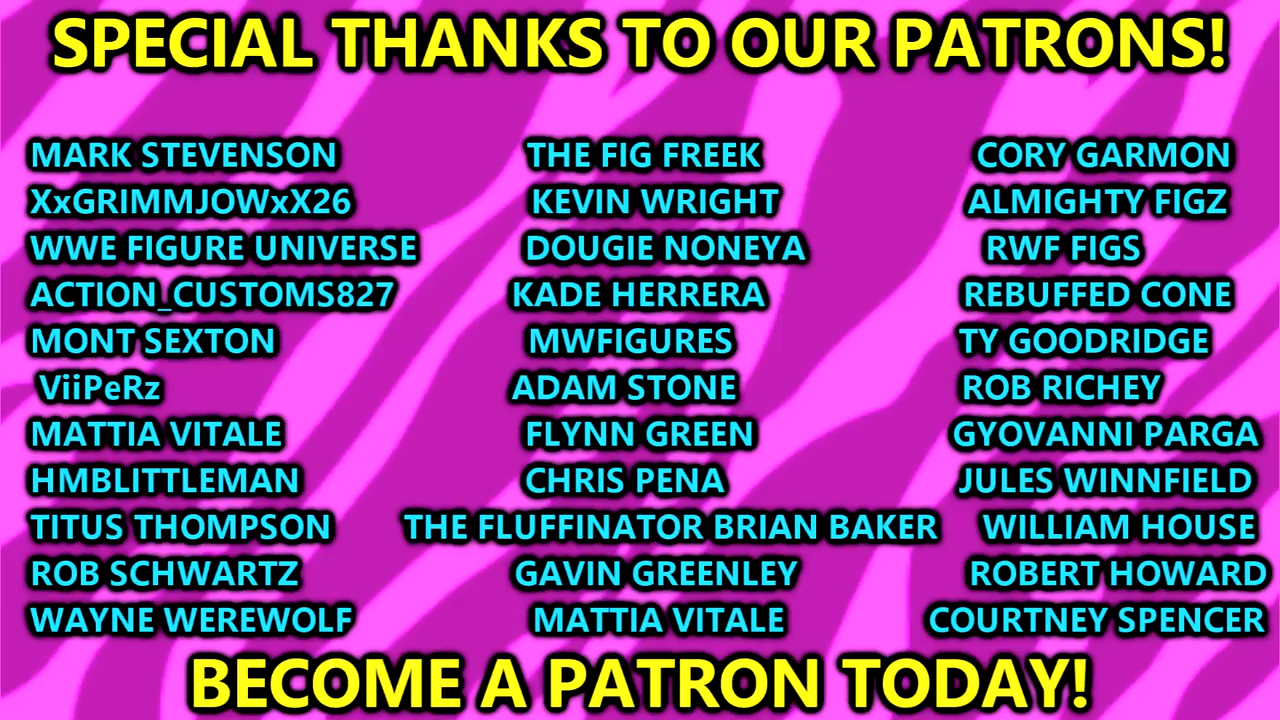 SPECIAL THANKS TO OUR PATRONS!
MARK STEVENSON THE FIG FREEK CORY GARMON
XxGRIMMJOWxX26 KEVIN WRIGHT ALMIGHTY FIGZ
WWE FIGURE UNIVERSE DOUGIE NONEYA RWF FIGS
ACTION_CUSTOMS827 KADE HERRERA REBUFFED CONE
MONT SEXTON MWFIGURES TY GOODRIDGE
ViiPeRz ADAM STONE ROB RICHEY
MATTIA VITALE FLYNN GREEN GYOVANNI PARGA
HMBLITTLEMAN CHRIS PENA JULES WINNFIELD
TITUS THOMPSON THE FLUFFINATOR BRIAN BAKER WILLIAM HOUSE
ROB SCHWARTZ GAVIN GREENLEY ROBERT HOWARD
WAYNE WEREWOLF MATTIA VITALE COURTNEY SPENCER
BECOME A PATRON TODAY!